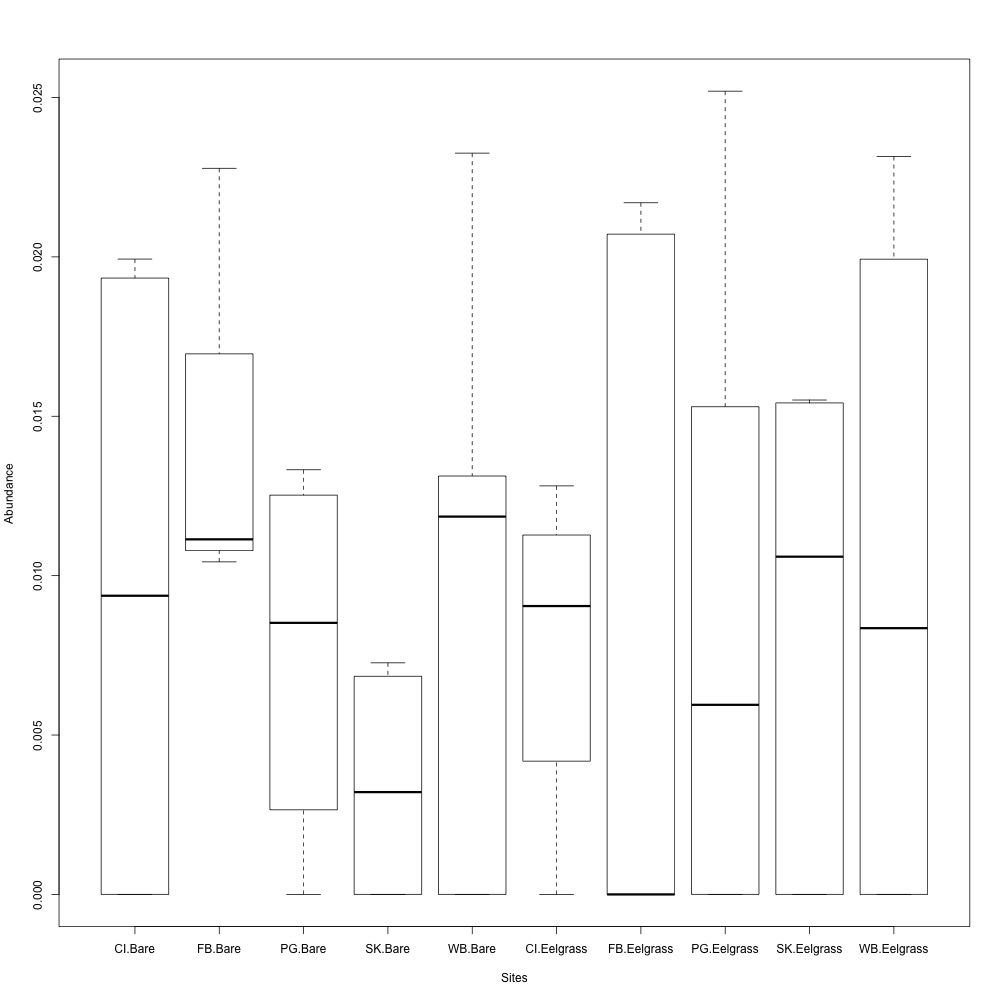 Abundance
0.025
0.020
0.015
0.010
0.005
0.000
CI.Bare FB.Bare PG.Bare SK.Bare WB.Bare CI.Eelgrass FB.Eelgrass PG.Eelgrass SK.Eelgrass WB.Eelgrass
Sites